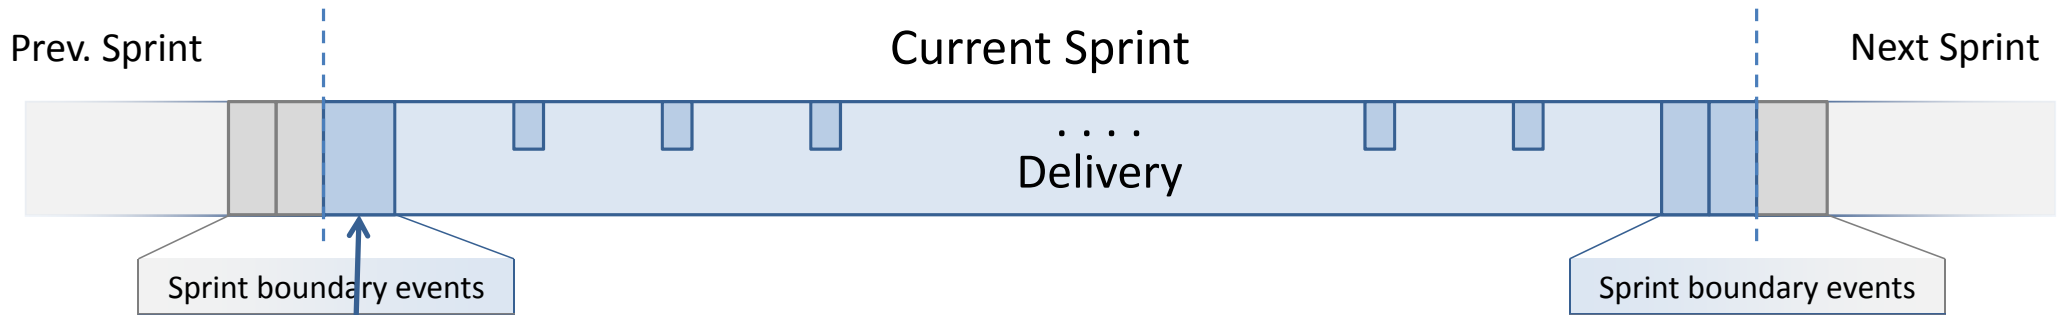 Prev. Sprint
Current Sprint
Next Sprint
. . . .
Delivery
Sprint boundary events
Sprint boundary events